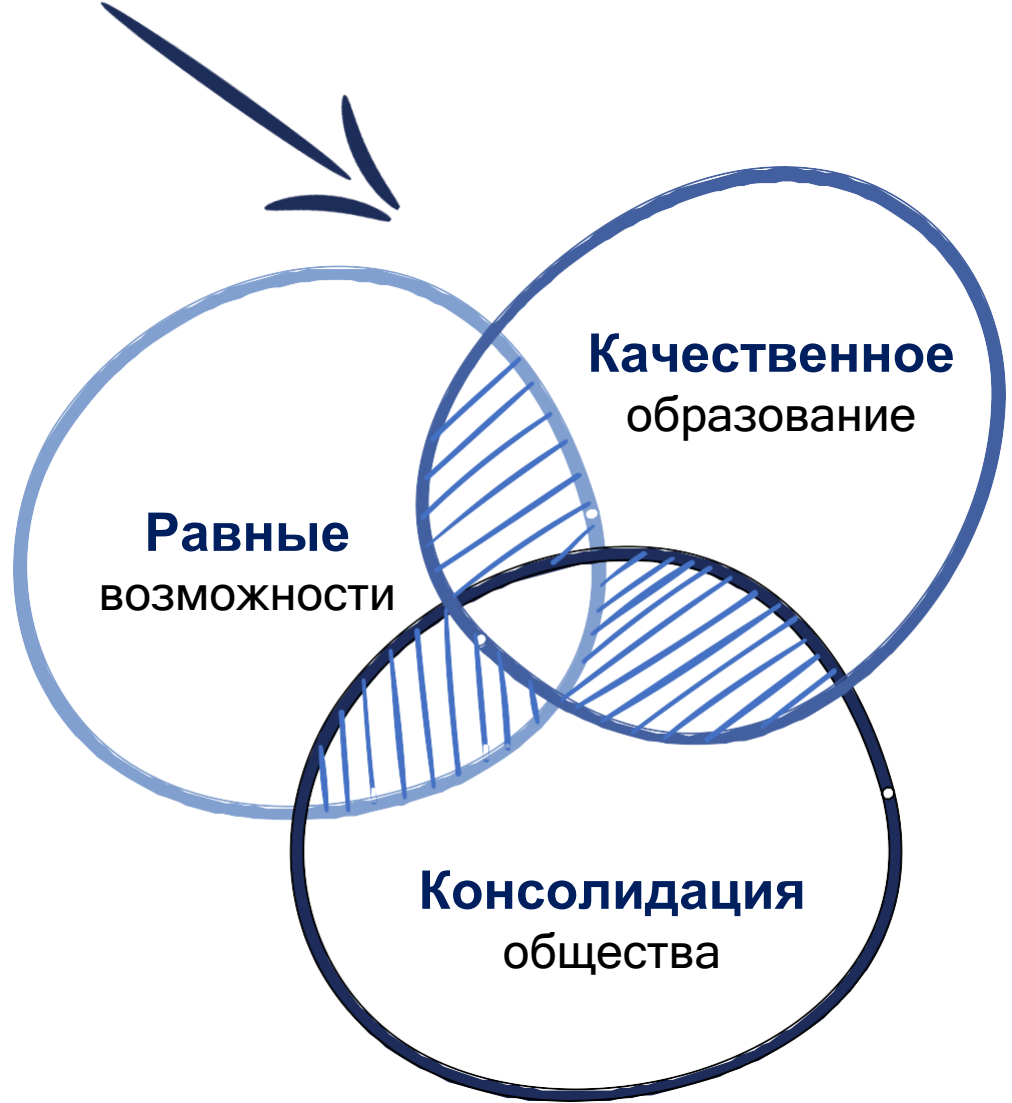 Качественное
образование
Равные
возможности
Консолидация
общества